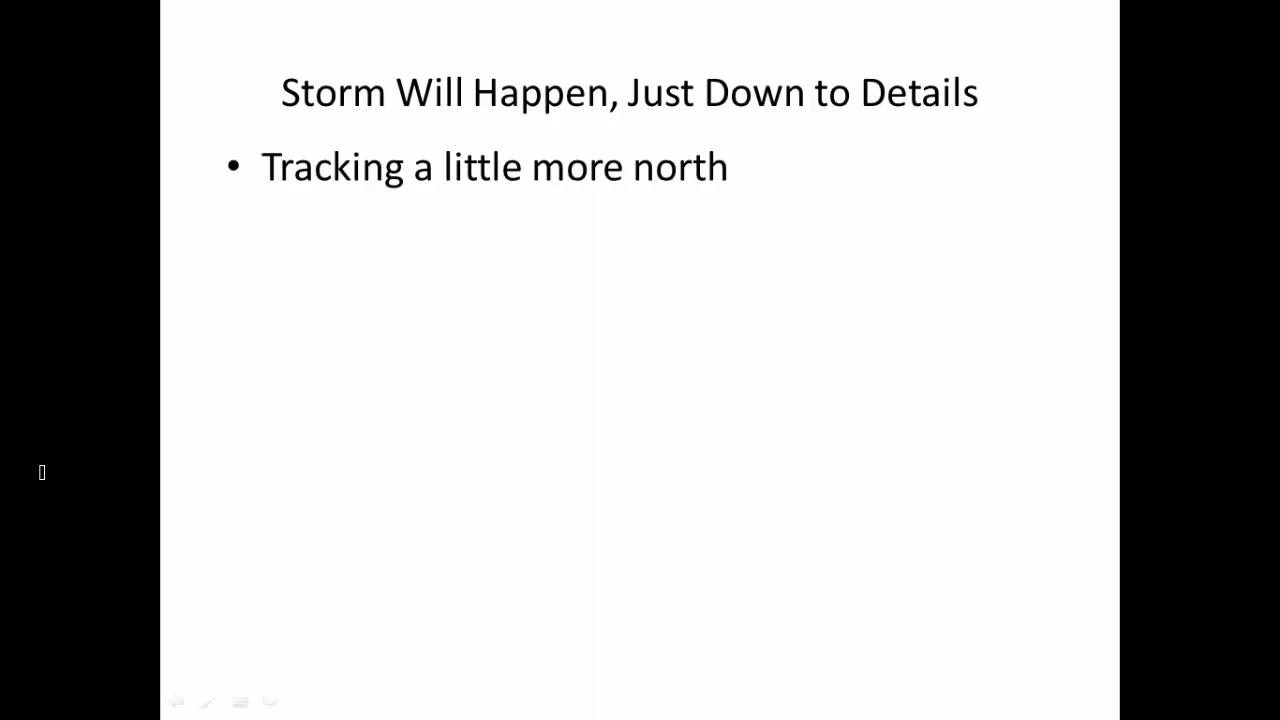 Storm Will Happen, Just Down to Details
• Tracking a little more north